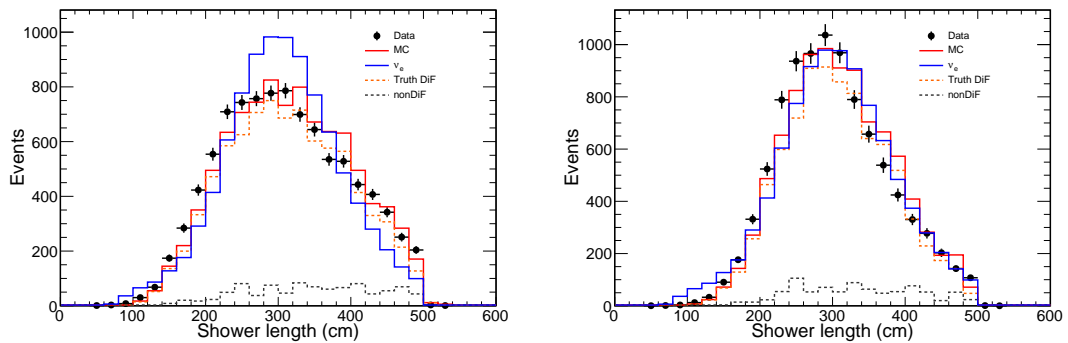 1000
800
600
400
200
0
Events
0 100 200 300 400 500 600
Shower length (cm)
Data
MC
νe
Truth DiF
nonDiF
1000
800
600
400
200
0
Events
0 100 200 300 400 500 600
Shower length (cm)
Data
MC
νe
Truth DiF
nonDiF